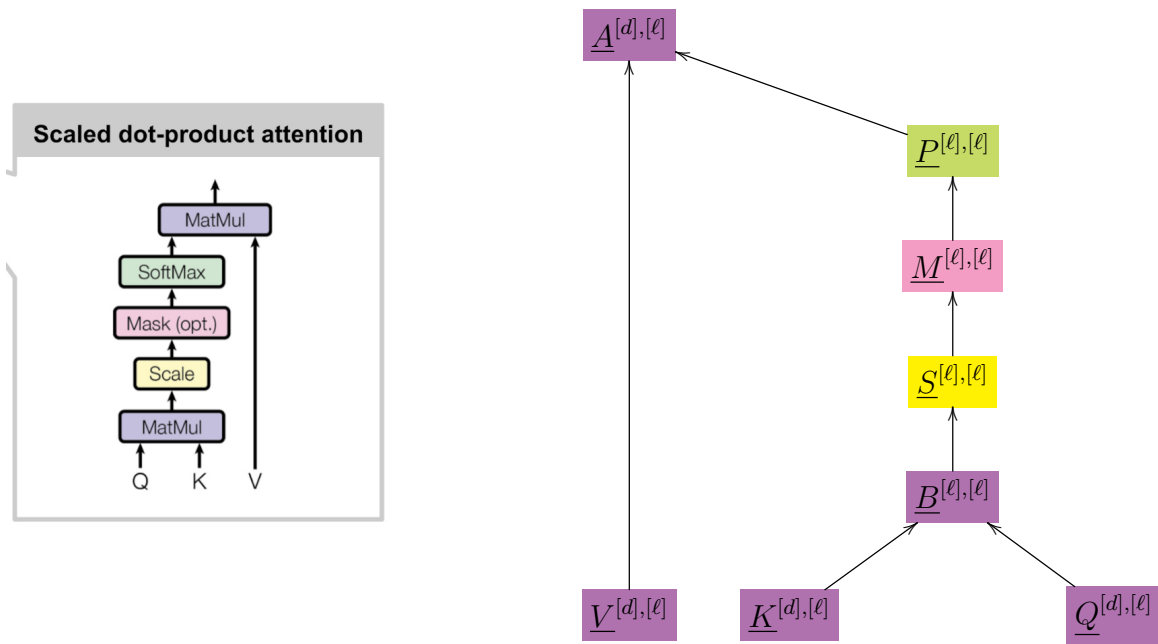 Scaled dot-product attention
MatMul
SoftMax
Mask (opt.)
Scale
MatMul
Q K V
A^{[d],[ℓ]}
P^{[ℓ],[ℓ]}
M^{[ℓ],[ℓ]}
S^{[ℓ],[ℓ]}
B^{[ℓ],[ℓ]}
V^{[d],[ℓ]} K^{[d],[ℓ]} Q^{[d],[ℓ]}